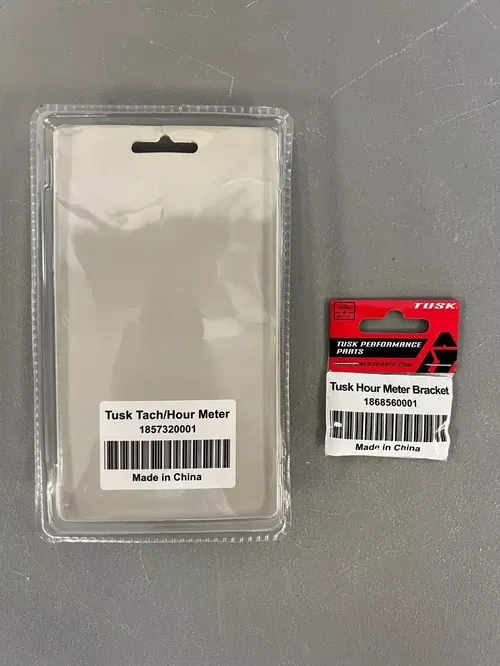 Tusk Tach/Hour Meter
1857320001
Made in China
TUSK
TUSK PERFORMANCE
PARTS
Tusk Hour Meter Bracket
1868560001
Made in China